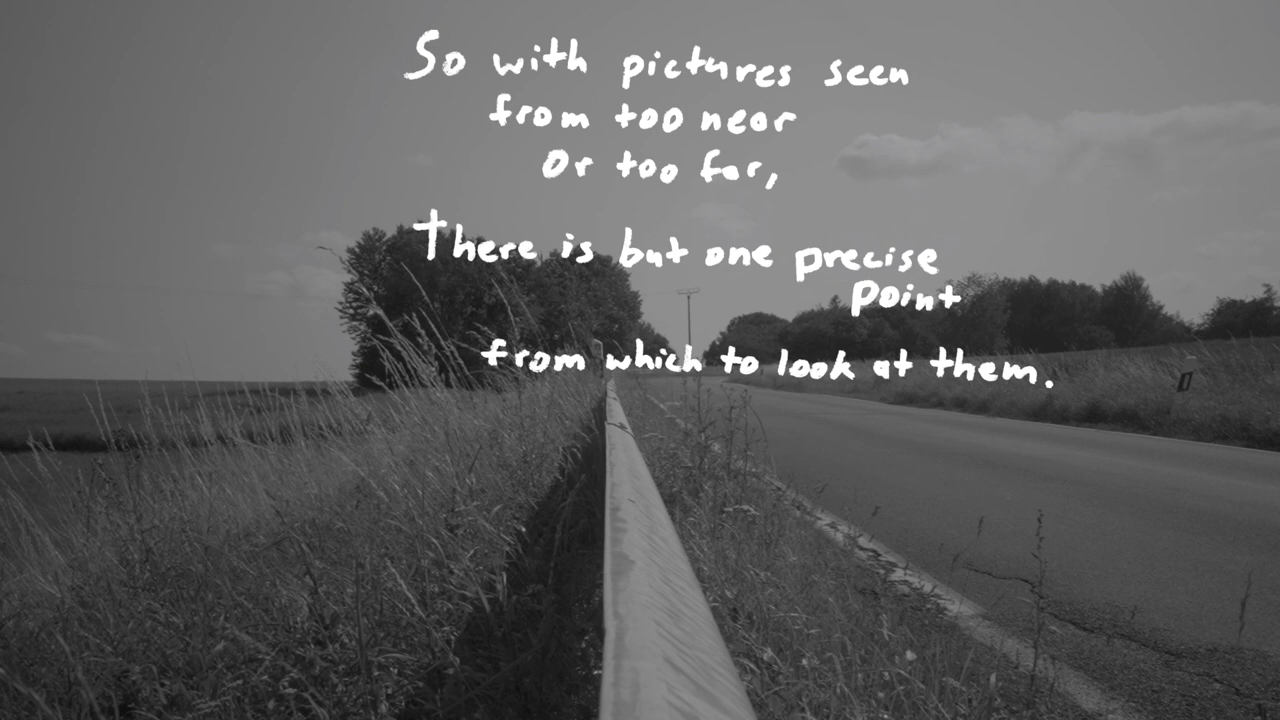 So with pictures seen
from too near
Or too far,
There is but one precise
point
from which to look at them.